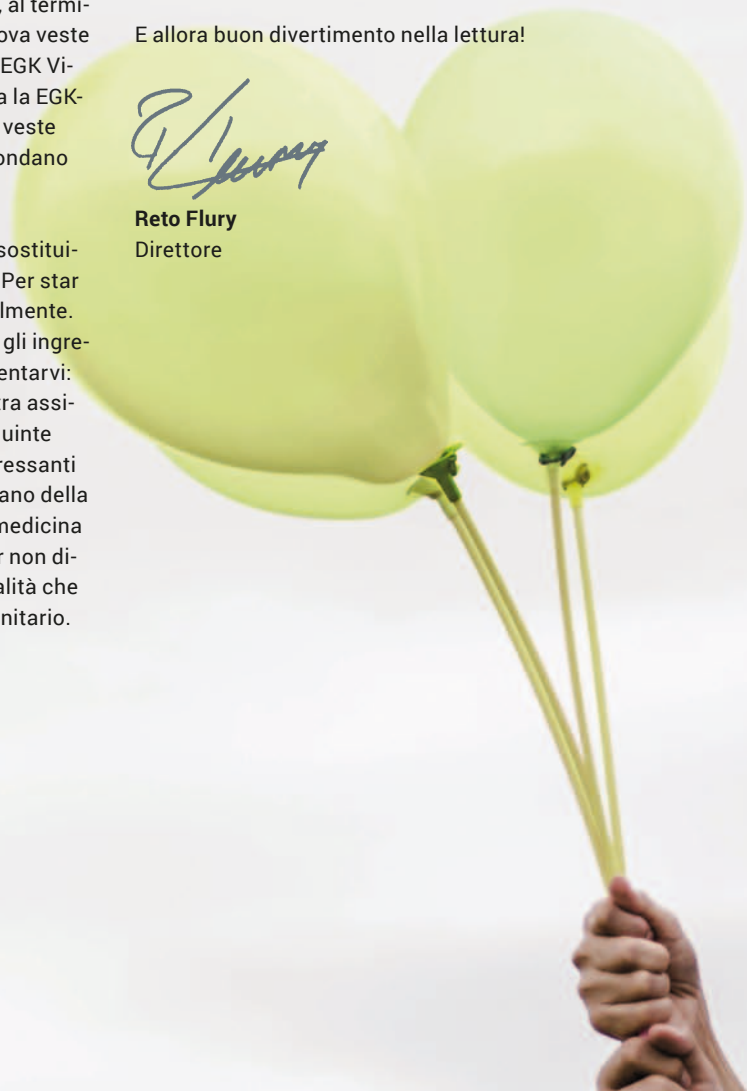 , al termi-
ova veste
EGK Vi-
a la EGK-
veste
ondano
sostitui-
Per star
lmente.
gli ingre-
entarvi:
tra assi-
uinte
ressanti
ano della
medicina
r non di-
alità che
nitario.
E allora buon divertimento nella lettura!
Reto Flury
Direttore